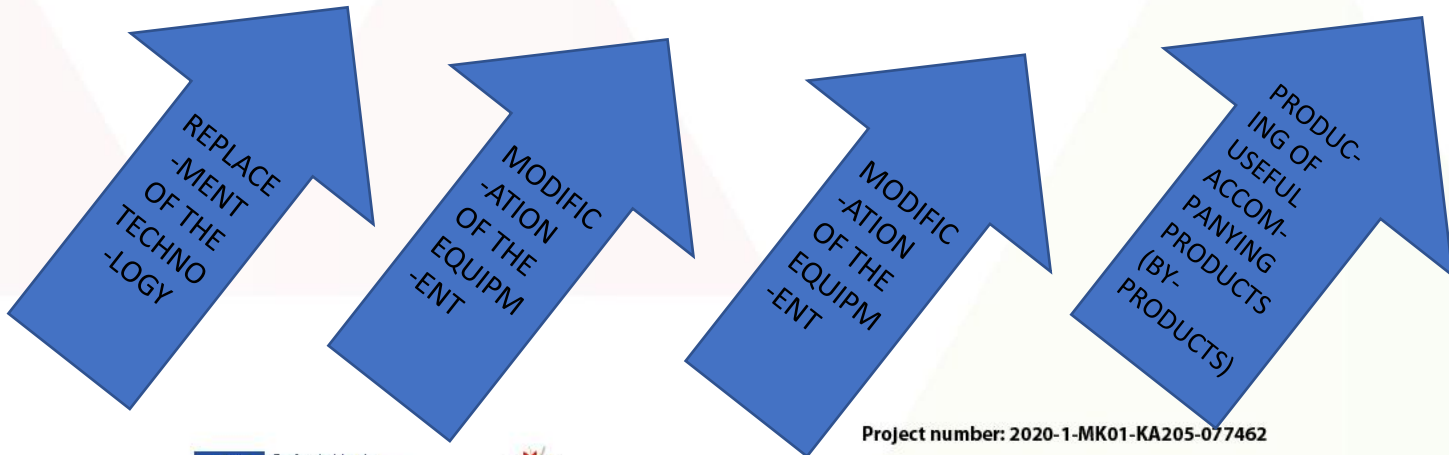 REPLACE
-MENT
OF THE
TECHNO
-LOGY
MODIFIC
-ATION
OF THE
EQUIPM
-ENT
MODIFIC
-ATION
OF THE
EQUIPM
-ENT
PRODUC-
ING OF
USEFUL
ACCOM-
PANYING
PRODUCTS
(BY-
PRODUCTS)
Project number: 2020-1-MK01-KA205-077462